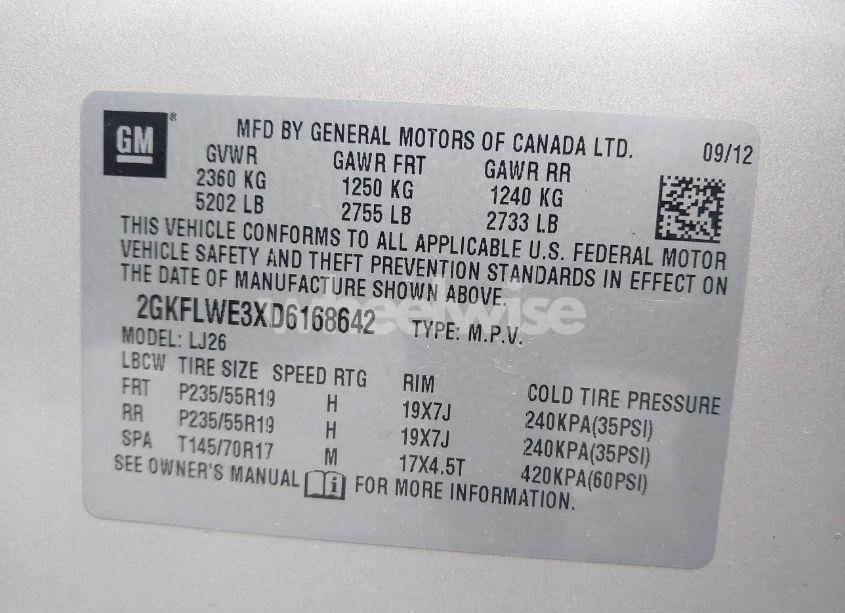 GM ® MFD BY GENERAL MOTORS OF CANADA LTD. 09/12
GVWR GAWR FRT GAWR RR
2360 KG 1250 KG 1240 KG
5202 LB 2755 LB 2733 LB
THIS VEHICLE CONFORMS TO ALL APPLICABLE U.S. FEDERAL MOTOR
VEHICLE SAFETY AND THEFT PREVENTION STANDARDS IN EFFECT ON
THE DATE OF MANUFACTURE SHOWN ABOVE.
2GKFLWE3XD6168642 TYPE: M.P.V.
wheelwise
MODEL: LJ26
LBCW TIRE SIZE SPEED RTG RIM COLD TIRE PRESSURE
FRT P235/55R19 H 19X7J 240KPA(35PSI)
RR P235/55R19 H 19X7J 240KPA(35PSI)
SPA T145/70R17 M 17X4.5T 420KPA(60PSI)
SEE OWNER'S MANUAL i FOR MORE INFORMATION.